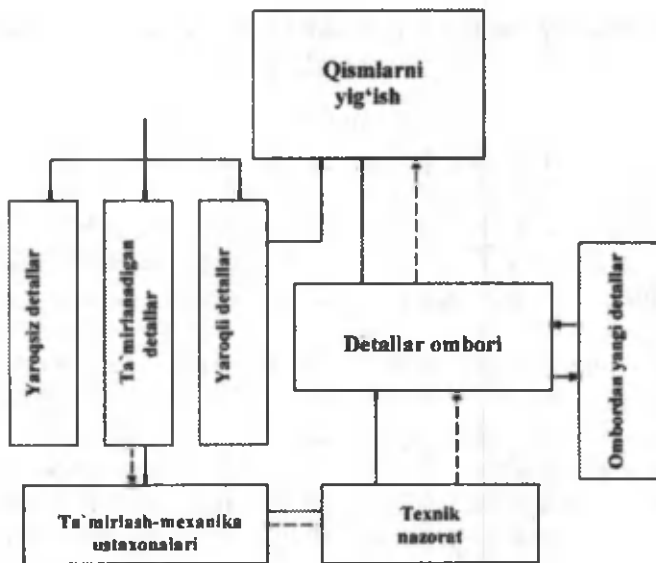 Qismlarni
yig‘ish
Yaroqsiz detallar
Ta`mirlanadigan
detallar
Yaroqli detallar
Detallar ombori
Ombordan yangi detallar
Ta`mirlash-mexanika
ustaxonalari
Texnik
nazorat